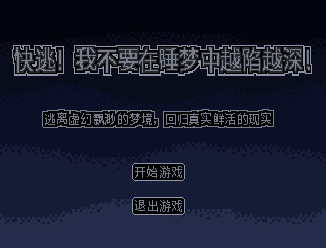 快逃！我不要在睡梦中越陷越深！
逃离虚幻飘渺的梦境，回归真实鲜活的现实
开始游戏
退出游戏